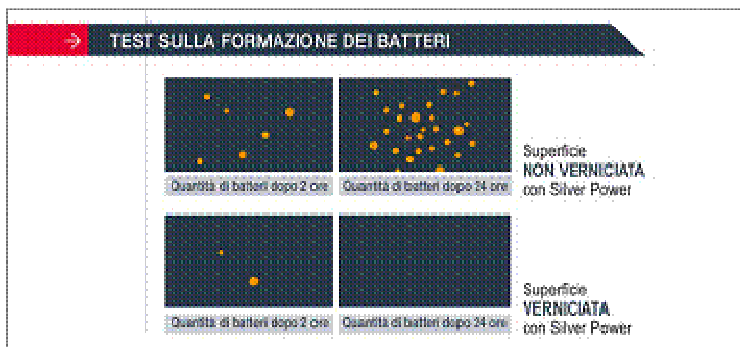 TEST SULLA FORMAZIONE DEI BATTERI
Quantità di batteri dopo 2 ore
Quantità di batteri dopo 24 ore
Superficie
NON VERNICIATA
con Silver Power
Quantità di batteri dopo 2 ore
Quantità di batteri dopo 24 ore
Superficie
VERNICIATA
con Silver Power